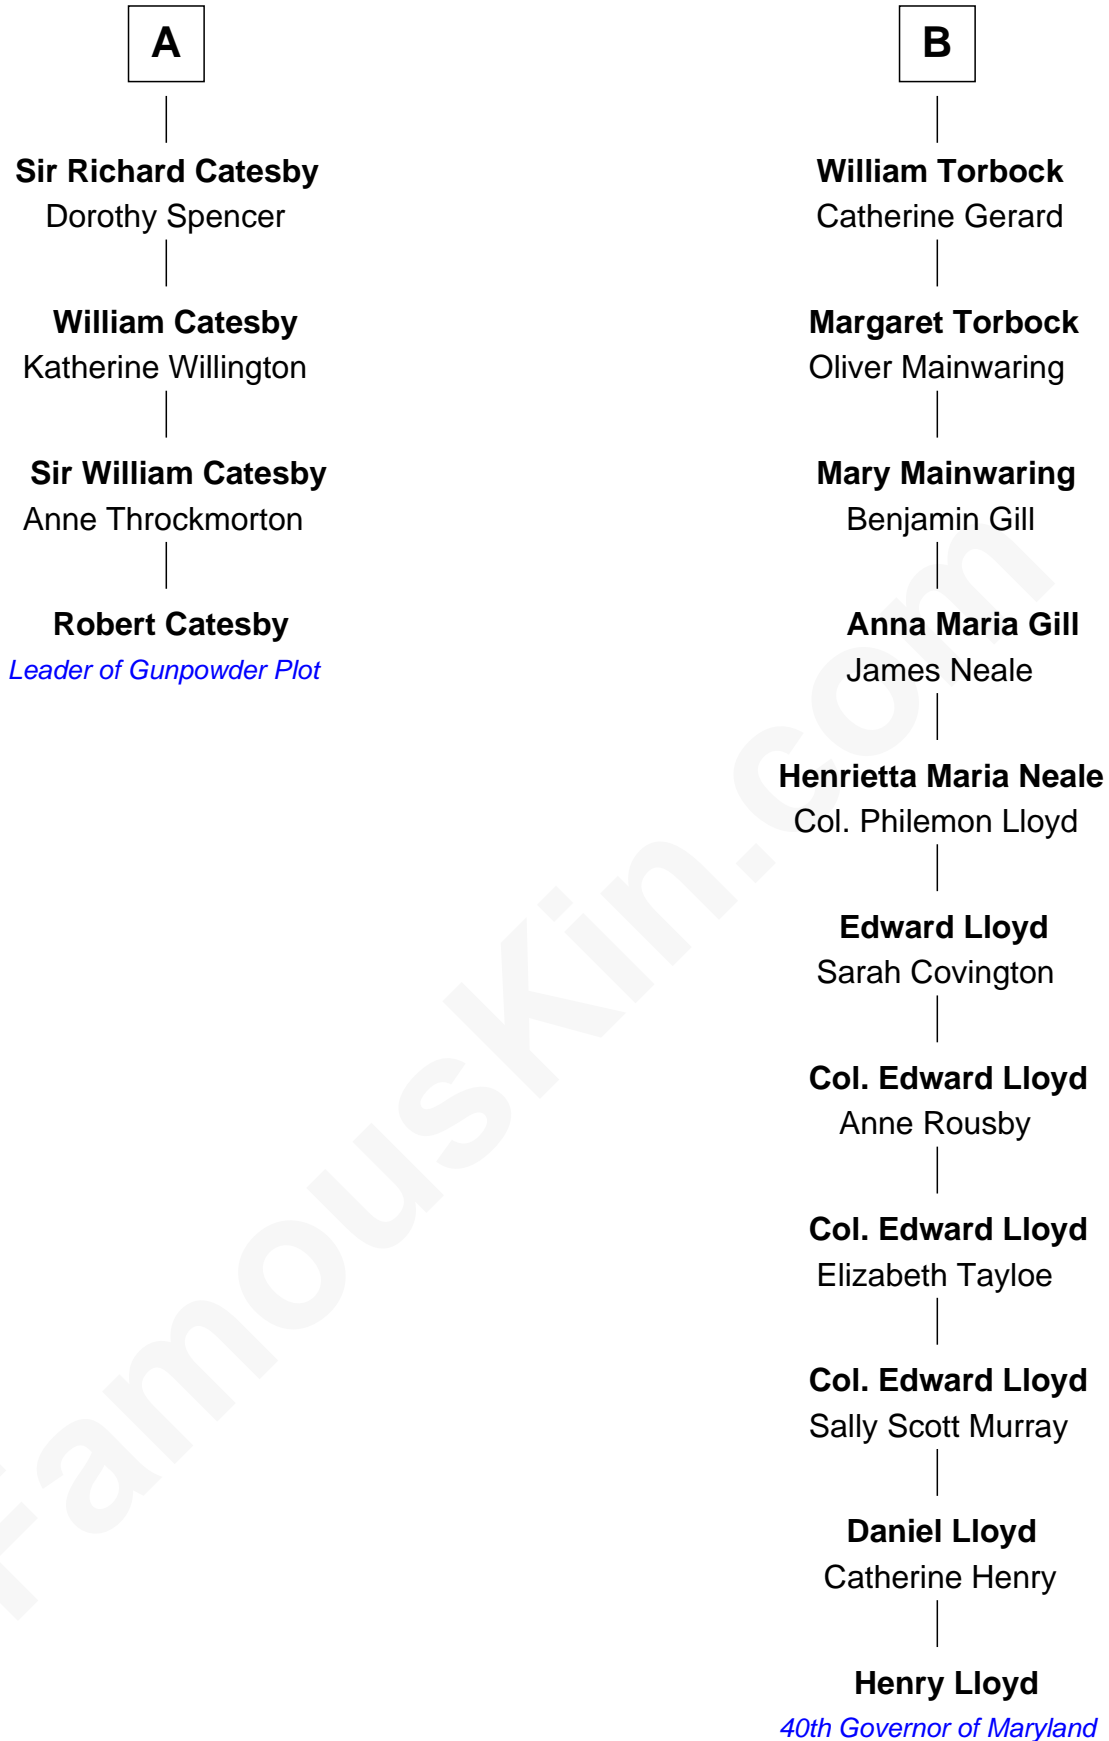 A
Sir Richard Catesby
Dorothy Spencer
William Catesby
Katherine Willington
Sir William Catesby
Anne Throckmorton
Robert Catesby
Leader of Gunpowder Plot
B
William Torbock
Catherine Gerard
Margaret Torbock
Oliver Mainwaring
Mary Mainwaring
Benjamin Gill
Anna Maria Gill
James Neale
Henrietta Maria Neale
Col. Philemon Lloyd
Edward Lloyd
Sarah Covington
Col. Edward Lloyd
Anne Rousby
Col. Edward Lloyd
Elizabeth Tayloe
Col. Edward Lloyd
Sally Scott Murray
Daniel Lloyd
Catherine Henry
Henry Lloyd
40th Governor of Maryland
FamousKin.com